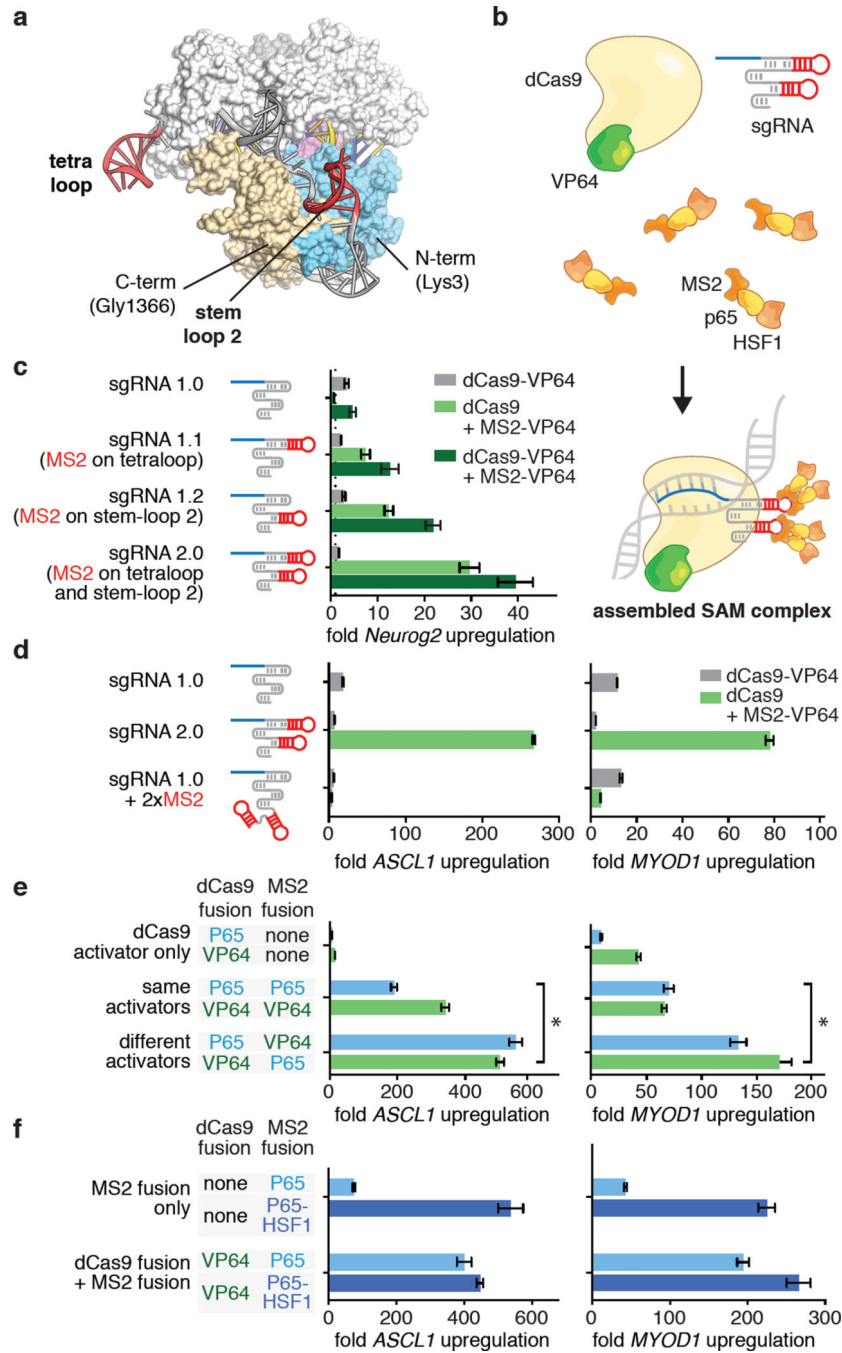 a
tetra
loop
C-term
(Gly1366)
stem
loop 2
N-term
(Lys3)
b
dCas9
sgRNA
VP64
MS2
p65
HSF1
assembled SAM complex
c
sgRNA 1.0
sgRNA 1.1
(MS2 on tetraloop)
sgRNA 1.2
(MS2 on stem-loop 2)
sgRNA 2.0
(MS2 on tetraloop
and stem-loop 2)
dCas9-VP64
dCas9
+ MS2-VP64
dCas9-VP64
+ MS2-VP64
0 10 20 30 40
fold Neurog2 upregulation
d
sgRNA 1.0
sgRNA 2.0
sgRNA 1.0
+ 2xMS2
dCas9-VP64
dCas9
+ MS2-VP64
0 100 200 300
fold ASCL1 upregulation
0 20 40 60 80 100
fold MYOD1 upregulation
e
dCas9 MS2
fusion fusion
dCas9
activator only
P65 none
VP64 none
same
activators
P65 P65
VP64 VP64
different
activators
P65 VP64
VP64 P65
*
*
0 200 400 600
fold ASCL1 upregulation
0 50 100 150 200
fold MYOD1 upregulation
f
dCas9 MS2
fusion fusion
MS2 fusion
only
none P65
none P65-
HSF1
dCas9 fusion
+ MS2 fusion
VP64 P65
VP64 P65-
HSF1
0 200 400 600
fold ASCL1 upregulation
0 100 200 300
fold MYOD1 upregulation